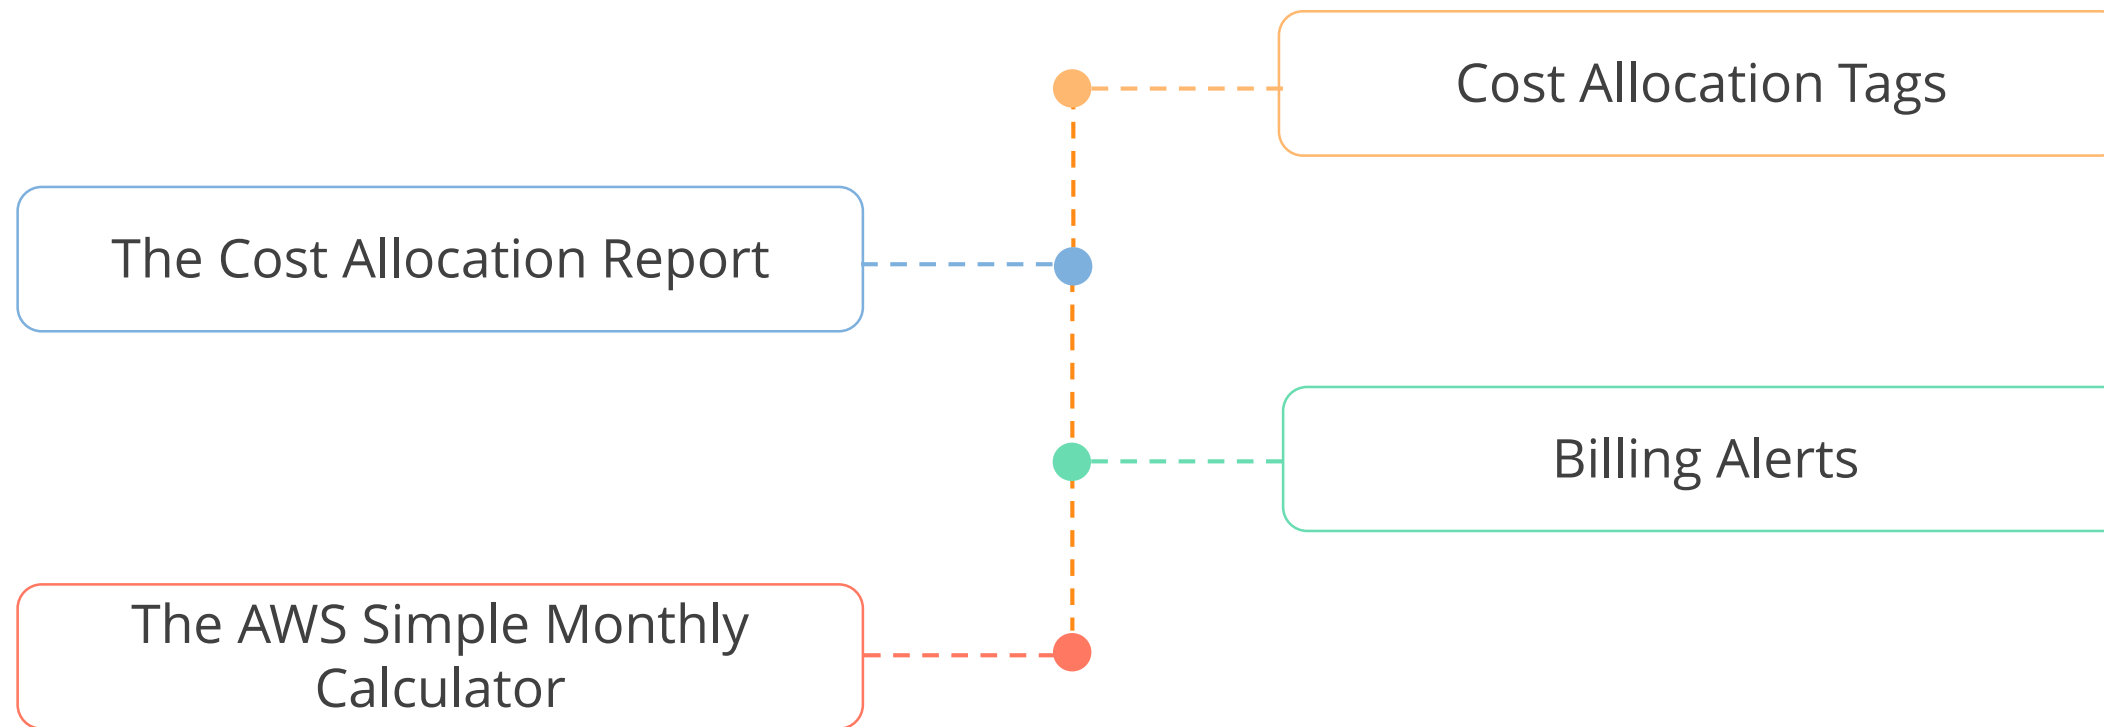 Cost Allocation Tags
The Cost Allocation Report
Billing Alerts
The AWS Simple Monthly
Calculator